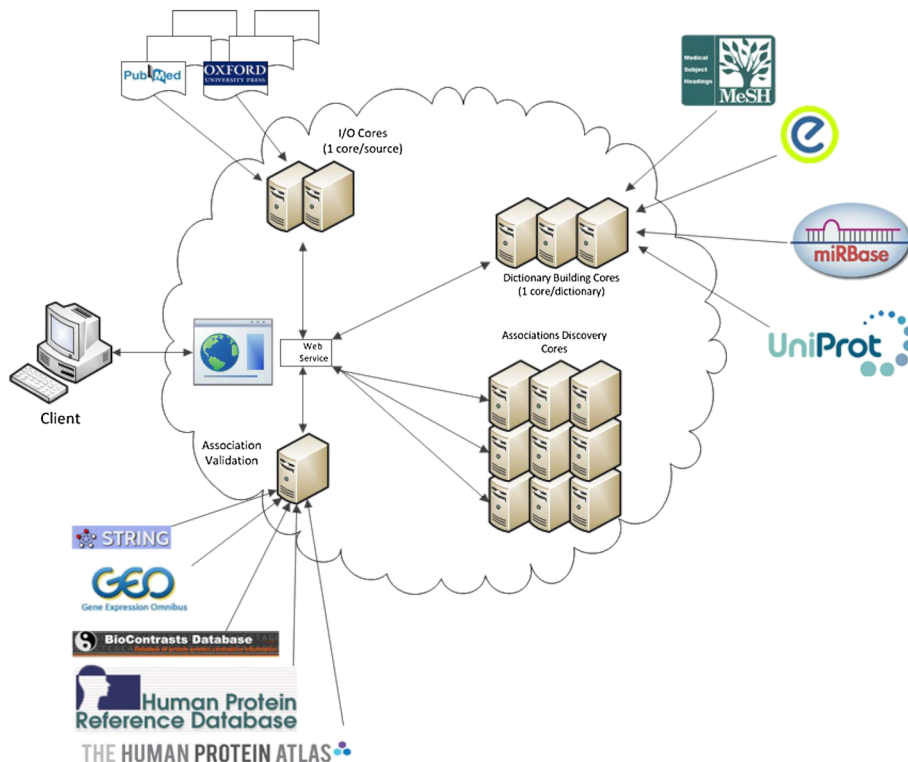 PubMed
OXFORD
UNIVERSITY PRESS
I/O Cores
(1 core/source)
Medical
Subject
Headings
MeSH
e
miRBase
Dictionary Building Cores
(1 core/dictionary)
UniProt
Associations Discovery
Cores
Web
Service
Client
Association
Validation
STRING
GEO
Gene Expression Omnibus
BioContrasts Database
Human Protein
Reference Database
THE HUMAN PROTEIN ATLAS